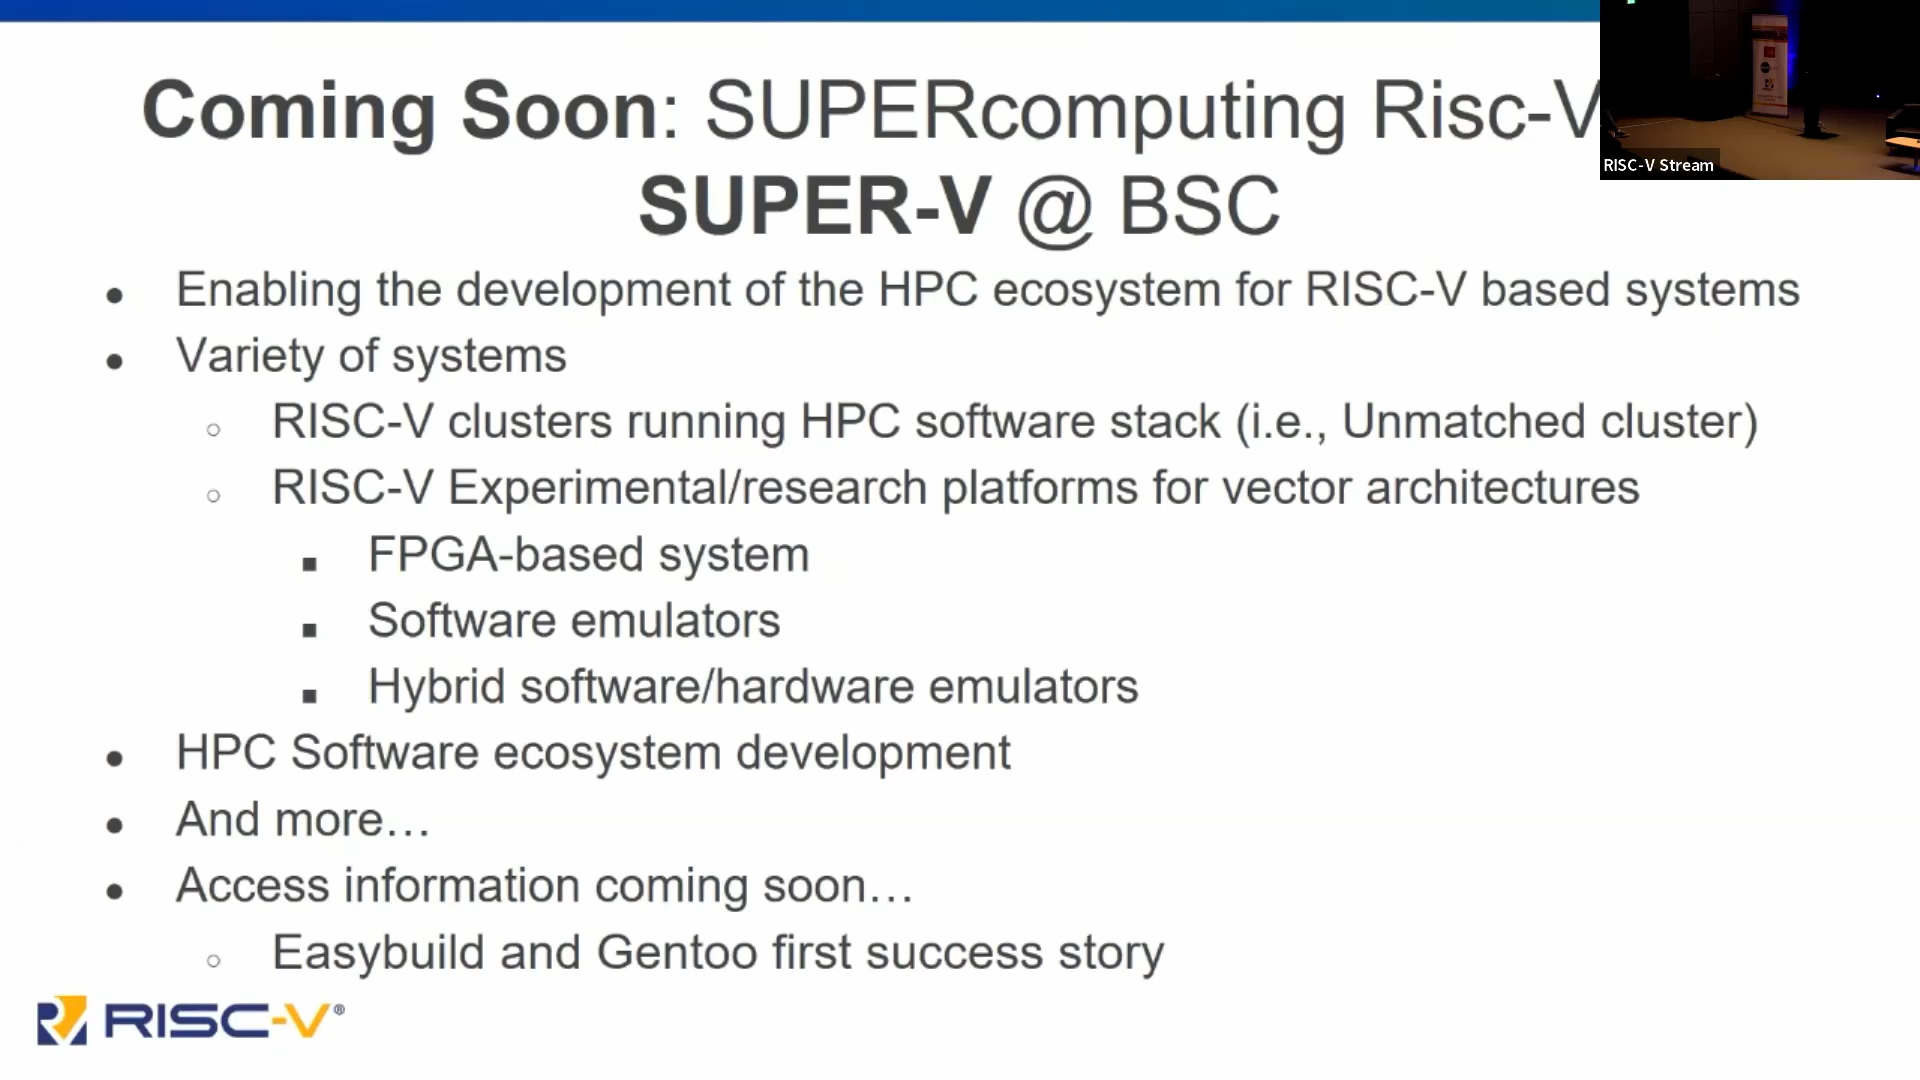 Coming Soon: SUPERcomputing Risc-V
SUPER-V @ BSC
RISC-V Stream
● Enabling the development of the HPC ecosystem for RISC-V based systems
● Variety of systems
○ RISC-V clusters running HPC software stack (i.e., Unmatched cluster)
○ RISC-V Experimental/research platforms for vector architectures
■ FPGA-based system
■ Software emulators
■ Hybrid software/hardware emulators
● HPC Software ecosystem development
● And more…
● Access information coming soon…
○ Easybuild and Gentoo first success story
RISC-V®